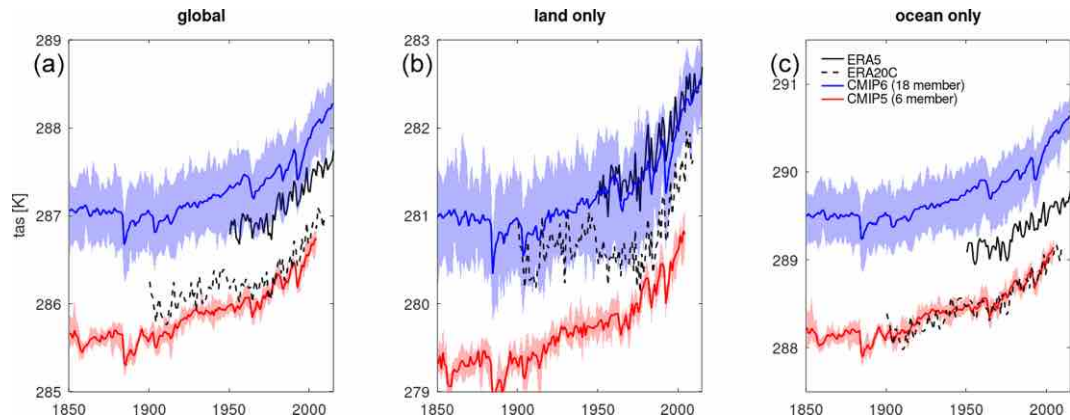 global
land only
ocean only
(a)
(b)
(c)
tas [K]
289
288
287
286
285
283
282
281
280
279
291
290
289
288
ERA5
ERA20C
CMIP6 (18 member)
CMIP5 (6 member)
1850 1900 1950 2000
1850 1900 1950 2000
1850 1900 1950 2000